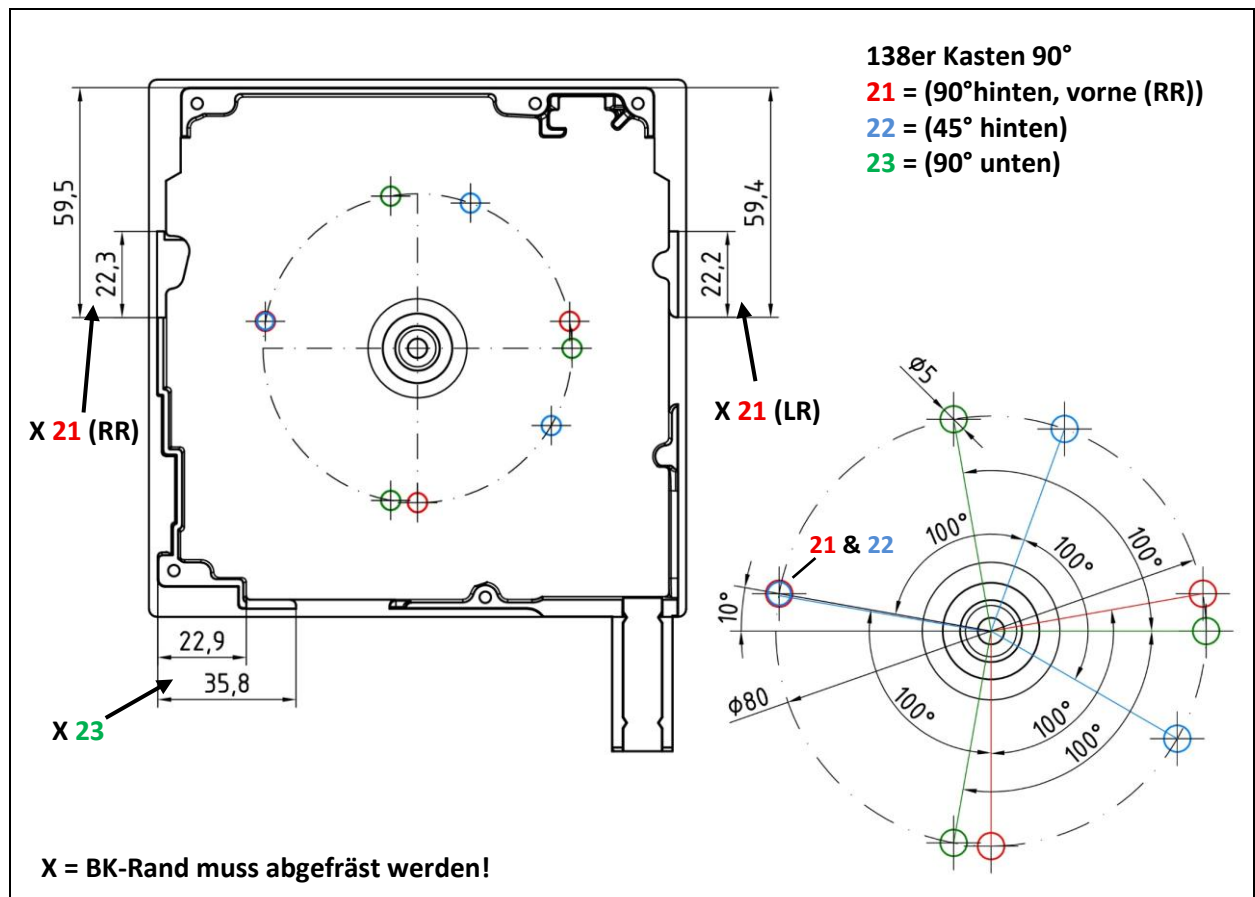 138er Kasten 90°
21 = (90°hinten, vorne (RR))
22 = (45° hinten)
23 = (90° unten)
59,5
22,3
59,4
22,2
X 21 (RR)
X 21 (LR)
22,9
35,8
X 23
ø5
21 & 22
100°
100°
100°
10°
ø80
100°
100°
100°
X = BK-Rand muss abgefräst werden!